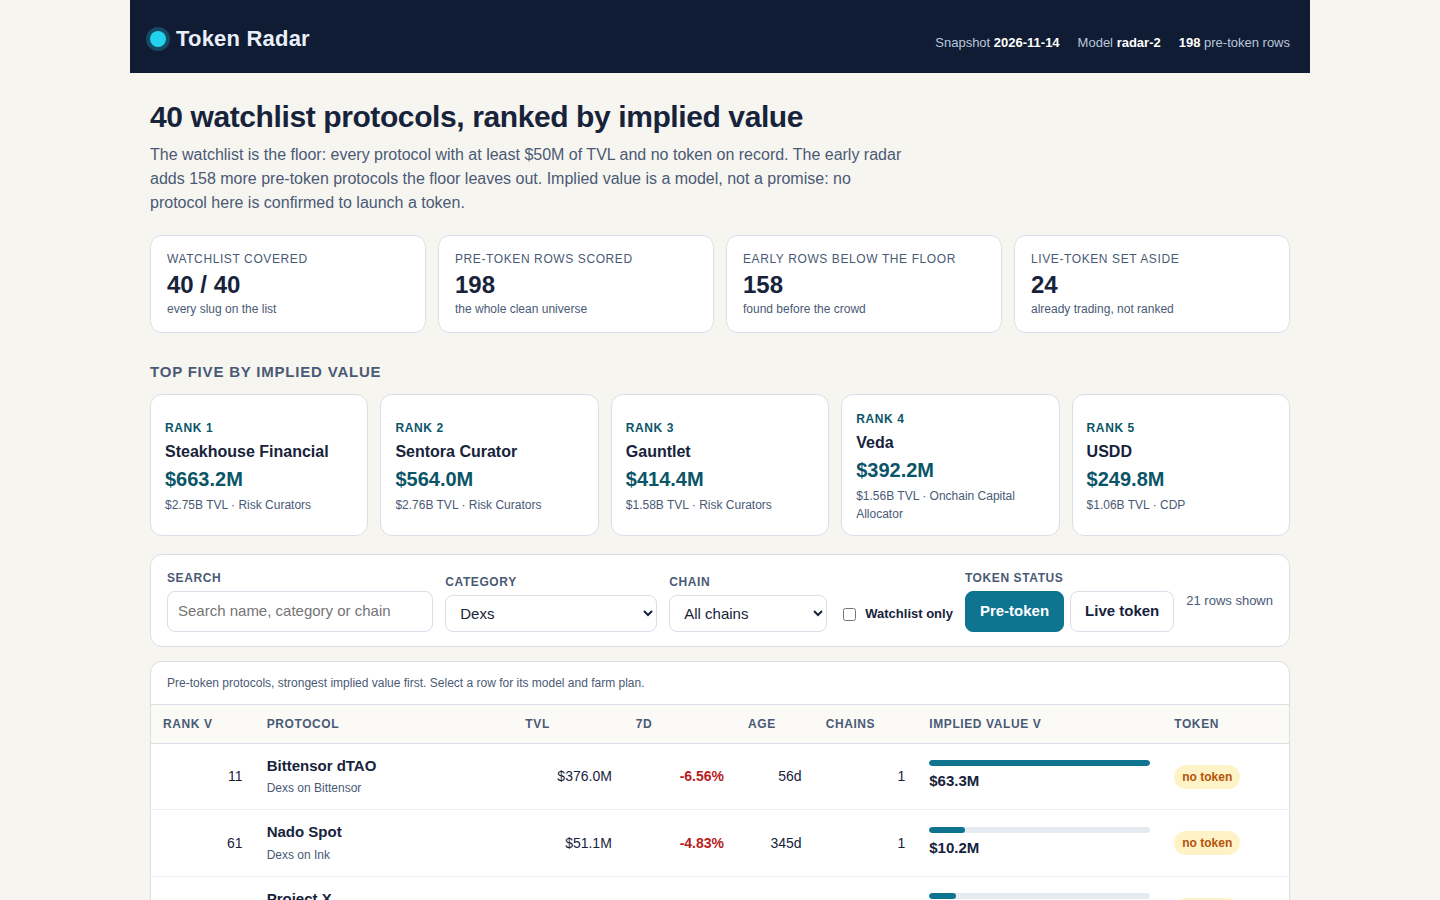 Token Radar
Snapshot 2026-11-14 Model radar-2 198 pre-token rows
40 watchlist protocols, ranked by implied value
The watchlist is the floor: every protocol with at least $50M of TVL and no token on record. The early radar
adds 158 more pre-token protocols the floor leaves out. Implied value is a model, not a promise: no
protocol here is confirmed to launch a token.
WATCHLIST COVERED
40 / 40
every slug on the list
PRE-TOKEN ROWS SCORED
198
the whole clean universe
EARLY ROWS BELOW THE FLOOR
158
found before the crowd
LIVE-TOKEN SET ASIDE
24
already trading, not ranked
TOP FIVE BY IMPLIED VALUE
RANK 1
Steakhouse Financial
$663.2M
$2.75B TVL · Risk Curators
RANK 2
Sentora Curator
$564.0M
$2.76B TVL · Risk Curators
RANK 3
Gauntlet
$414.4M
$1.58B TVL · Risk Curators
RANK 4
Veda
$392.2M
$1.56B TVL · Onchain Capital
Allocator
RANK 5
USDD
$249.8M
$1.06B TVL · CDP
SEARCH
Search name, category or chain
CATEGORY
Dexs
CHAIN
All chains
Watchlist only
TOKEN STATUS
Pre-token Live token
21 rows shown
Pre-token protocols, strongest implied value first. Select a row for its model and farm plan.
RANK V PROTOCOL TVL 7D AGE CHAINS IMPLIED VALUE V TOKEN
11 Bittensor dTAO $376.0M -6.56% 56d 1 $63.3M no token
Dexs on Bittensor
61 Nado Spot $51.1M -4.83% 345d 1 $10.2M no token
Dexs on Ink
Project X